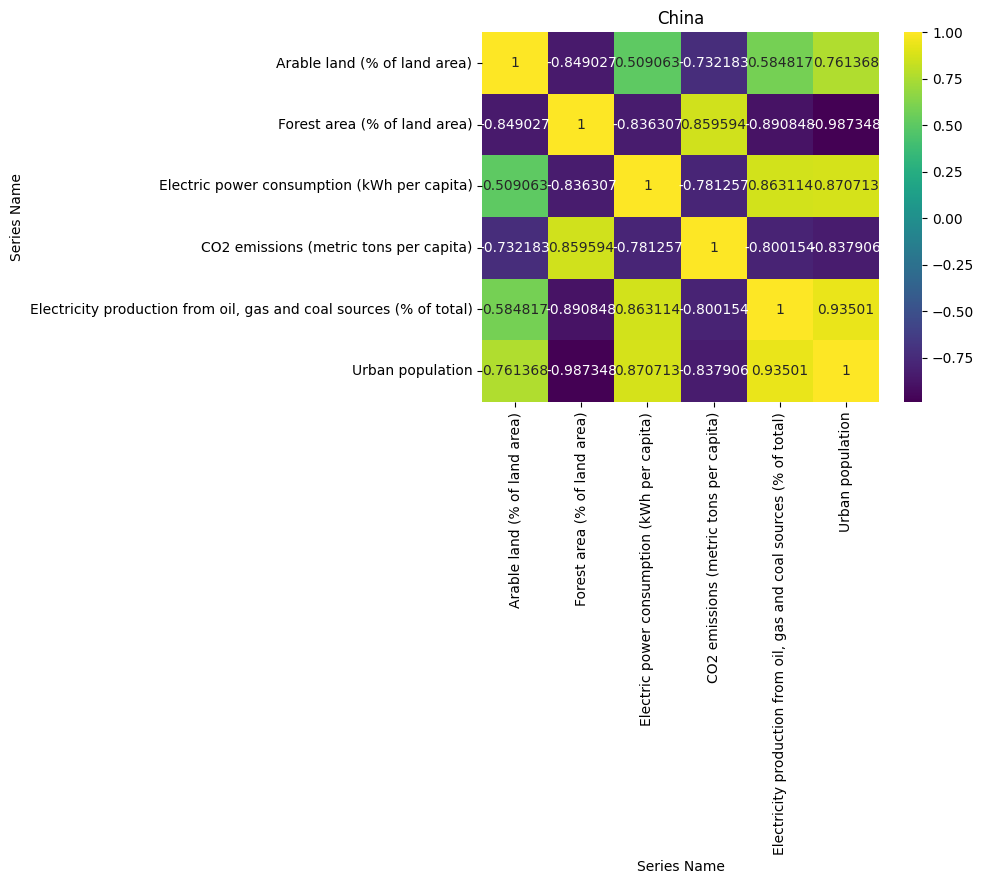 China
Series Name
Arable land (% of land area)
1 -0.849027 0.509063 -0.732183 0.584817 0.761368
Forest area (% of land area)
-0.849027 1 -0.836307 0.859594 -0.890848 -0.987348
Electric power consumption (kWh per capita)
0.509063 -0.836307 1 -0.781257 0.863114 0.870713
CO2 emissions (metric tons per capita)
-0.732183 0.859594 -0.781257 1 -0.800154 -0.837906
Electricity production from oil, gas and coal sources (% of total)
0.584817 -0.890848 0.863114 -0.800154 1 0.93501
Urban population
0.761368 -0.987348 0.870713 -0.837906 0.93501 1
1.00
0.75
0.50
0.25
0.00
−0.25
−0.50
−0.75
Arable land (% of land area)
Forest area (% of land area)
Electric power consumption (kWh per capita)
CO2 emissions (metric tons per capita)
Electricity production from oil, gas and coal sources (% of total)
Urban population
Series Name